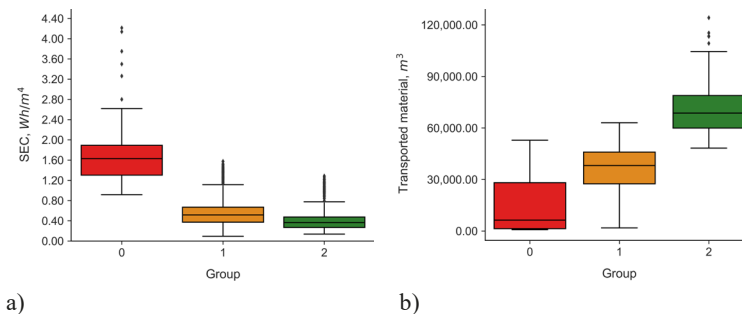 4.40
4.00
3.60
3.20
2.80
2.40
2.00
1.60
1.20
0.80
0.40
0.00
SEC, Wh/m⁴
0 1 2
Group
a)
120,000.00
90,000.00
60,000.00
30,000.00
0.00
Transported material, m³
0 1 2
Group
b)